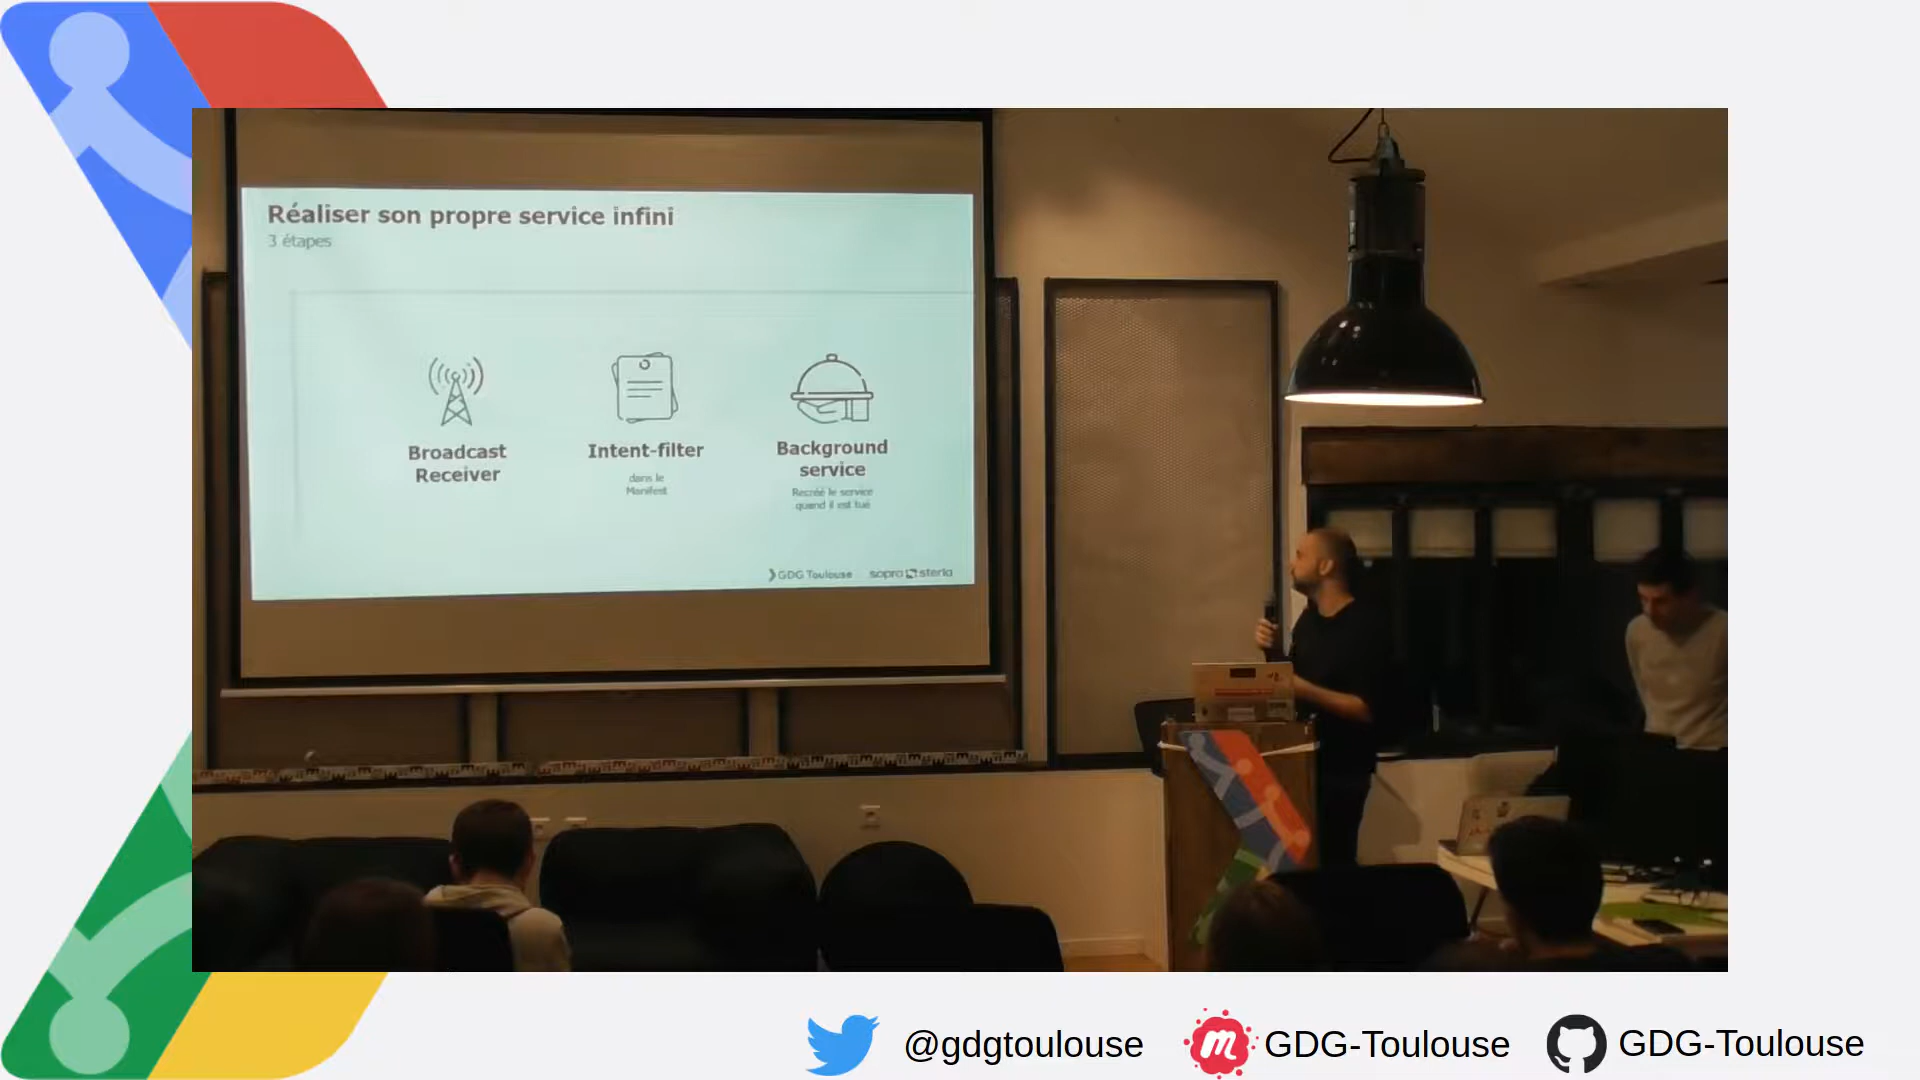 Réaliser son propre service infini
3 étapes
Broadcast
Receiver
Intent-filter
dans le
Manifest
Background
service
Recréé le service
quand il est tué
GDG Toulouse
sopra steria
@gdgtoulouse
GDG-Toulouse
GDG-Toulouse